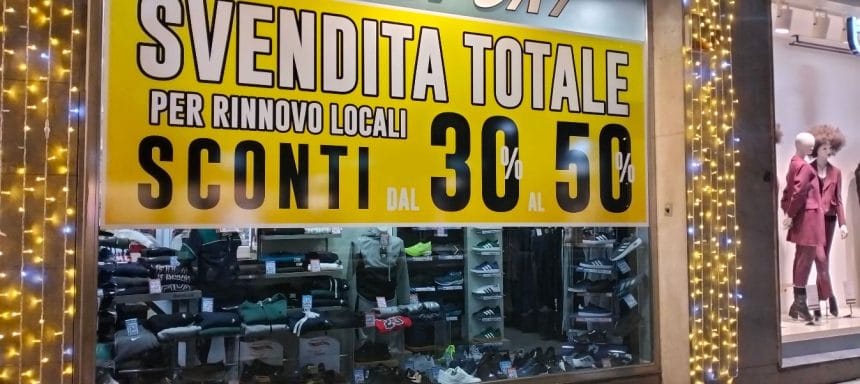 SVENDITA TOTALE
PER RINNOVO LOCALI
SCONTI DAL 30% AL 50%